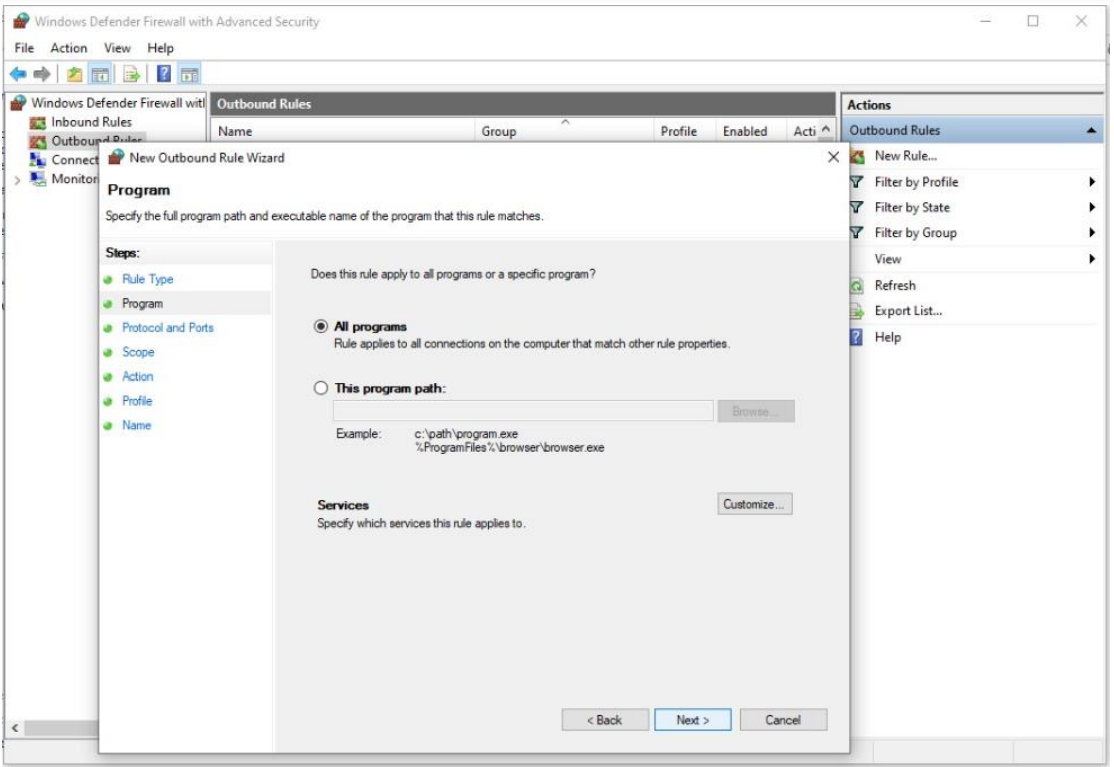 Windows Defender Firewall with Advanced Security
File Action View Help
Windows Defender Firewall witl
Inbound Rules
Outbound Rules
Connect
Monitori
Outbound Rules
Name Group Profile Enabled Acti
Actions
Outbound Rules
New Rule...
Filter by Profile
Filter by State
Filter by Group
View
Refresh
Export List...
Help
New Outbound Rule Wizard
Program
Specify the full program path and executable name of the program that this rule matches.
Steps:
Rule Type
Program
Protocol and Ports
Scope
Action
Profile
Name
Does this rule apply to all programs or a specific program?
All programs
Rule applies to all connections on the computer that match other rule properties.
This program path:
Browse...
Example: c:\path\program.exe
%ProgramFiles%\browser\browser.exe
Services
Customize...
Specify which services this rule applies to.
< Back Next > Cancel